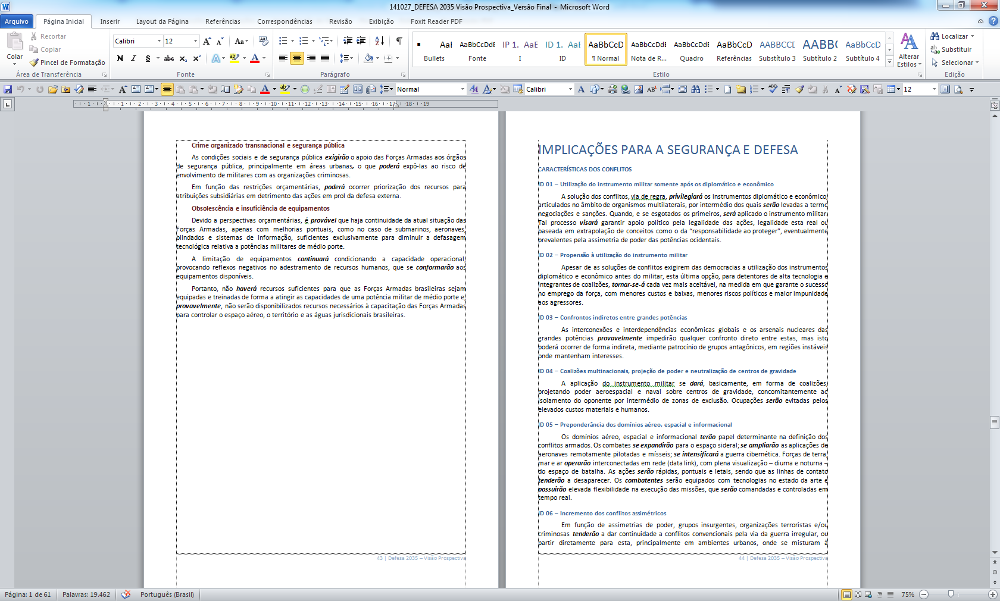 141027_DEFESA 2035 Visão Prospectiva_Versão Final - Microsoft Word
Arquivo Página Inicial Inserir Layout da Página Referências Correspondências Revisão Exibição Foxit Reader PDF
Colar
Recortar
Copiar
Pincel de Formatação
Área de Transferência
Calibri 12
N I S abc x₂ x²
Fonte
Parágrafo
AaI AaBbCcDdE IP 1. AaE ID 1. AaE AaBbCcD AaBbCcDdE AaBbCcDdE AaBbCcD AABBCCI AABBC AaBbCcD
Bullets Fonte I ID ¶ Normal Nota de R... Quadro Referências Substítulo 3 Subtítulo 2 Subtítulo 4
Estilo
Alterar Estilos
Localizar
Substituir
Selecionar
Edição
Normal Calibri 12
1 1 2 3 4 5 6 7 8 9 10 11 12 13 14 15 16 17 18 19
Crime organizado transnacional e segurança pública
As condições sociais e de segurança pública exigirão o apoio das Forças Armadas aos órgãos
de segurança pública, principalmente em áreas urbanas, o que poderá expô-las ao risco de
envolvimento de militares com as organizações criminosas.
Em função das restrições orçamentárias, poderá ocorrer priorização dos recursos para
atribuições subsidiárias em detrimento das ações em prol da defesa externa.
Obsolescência e insuficiência de equipamentos
Devido a perspectivas orçamentárias, é provável que haja continuidade da atual situação das
Forças Armadas, apenas com melhorias pontuais, como no caso de submarinos, aeronaves,
blindados e sistemas de informação, suficientes exclusivamente para diminuir a defasagem
tecnológica relativa a potências militares de médio porte.
A limitação de equipamentos continuará condicionando a capacidade operacional,
provocando reflexos negativos no adestramento de recursos humanos, que se conformarão aos
equipamentos disponíveis.
Portanto, não haverá recursos suficientes para que as Forças Armadas brasileiras sejam
equipadas e treinadas de forma a atingir as capacidades de uma potência militar de médio porte e,
provavelmente, não serão disponibilizados recursos necessários à capacitação das Forças Armadas
para controlar o espaço aéreo, o território e as águas jurisdicionais brasileiras.
43 | Defesa 2035 – Visão Prospectiva
IMPLICAÇÕES PARA A SEGURANÇA E DEFESA
CARACTERÍSTICAS DOS CONFLITOS
ID 01 – Utilização do instrumento militar somente após os diplomático e econômico
A solução dos conflitos, via de regra, privilegiará os instrumentos diplomático e econômico,
articulados no âmbito de organismos multilaterais, por intermédio dos quais serão levadas a termo
negociações e sanções. Quando, e se esgotados os primeiros, será aplicado o instrumento militar.
Tal processo visará garantir apoio político pela legalidade das ações, legalidade esta real ou
baseada em extrapolação de conceitos como o da “responsabilidade ao proteger”, eventualmente
prevalentes pela assimetria de poder das potências ocidentais.
ID 02 – Propensão à utilização do instrumento militar
Apesar de as soluções de conflitos exigirem das democracias a utilização dos instrumentos
diplomático e econômico antes do militar, esta última opção, para detentores de alta tecnologia e
integrantes de coalizões, tornar-se-á cada vez mais aceitável, na medida em que garante o sucesso
no emprego da força, com menores custos e baixas, menores riscos políticos e maior impunidade
aos agressores.
ID 03 – Confrontos indiretos entre grandes potências
As interconexões e interdependências econômicas globais e os arsenais nucleares das
grandes potências provavelmente impedirão qualquer confronto direto entre estas, mas isto
poderá ocorrer de forma indireta, mediante patrocínio de grupos antagônicos, em regiões instáveis
onde mantenham interesses.
ID 04 – Coalizões multinacionais, projeção de poder e neutralização de centros de gravidade
A aplicação do instrumento militar se dará, basicamente, em forma de coalizões,
projetando poder aeroespacial e naval sobre centros de gravidade, concomitantemente ao
isolamento do oponente por intermédio de zonas de exclusão. Ocupações serão evitadas pelos
elevados custos materiais e humanos.
ID 05 – Preponderância dos domínios aéreo, espacial e informacional
Os domínios aéreo, espacial e informacional terão papel determinante na definição dos
conflitos armados. Os combates se expandirão para o espaço sideral; se ampliarão as aplicações de
aeronaves remotamente pilotadas e mísseis; se intensificará a guerra cibernética. Forças de terra,
mar e ar operarão interconectadas em rede (data link), com plena visualização – diurna e noturna –
do espaço de batalha. As ações serão rápidas, pontuais e letais, sendo que as linhas de contato
tenderão a desaparecer. Os combatentes serão equipados com tecnologias no estado da arte e
possuirão elevada flexibilidade na execução das missões, que serão comandadas e controladas em
tempo real.
ID 06 – Incremento dos conflitos assimétricos
Em função de assimetrias de poder, grupos insurgentes, organizações terroristas e/ou
criminosas tenderão a dar continuidade a conflitos convencionais pela via da guerra irregular, ou
partir diretamente para esta, principalmente em ambientes urbanos, onde se misturam à
44 | Defesa 2035 – Visão Prospectiva
Página: 1 de 61 Palavras: 19.462 Português (Brasil) 75%